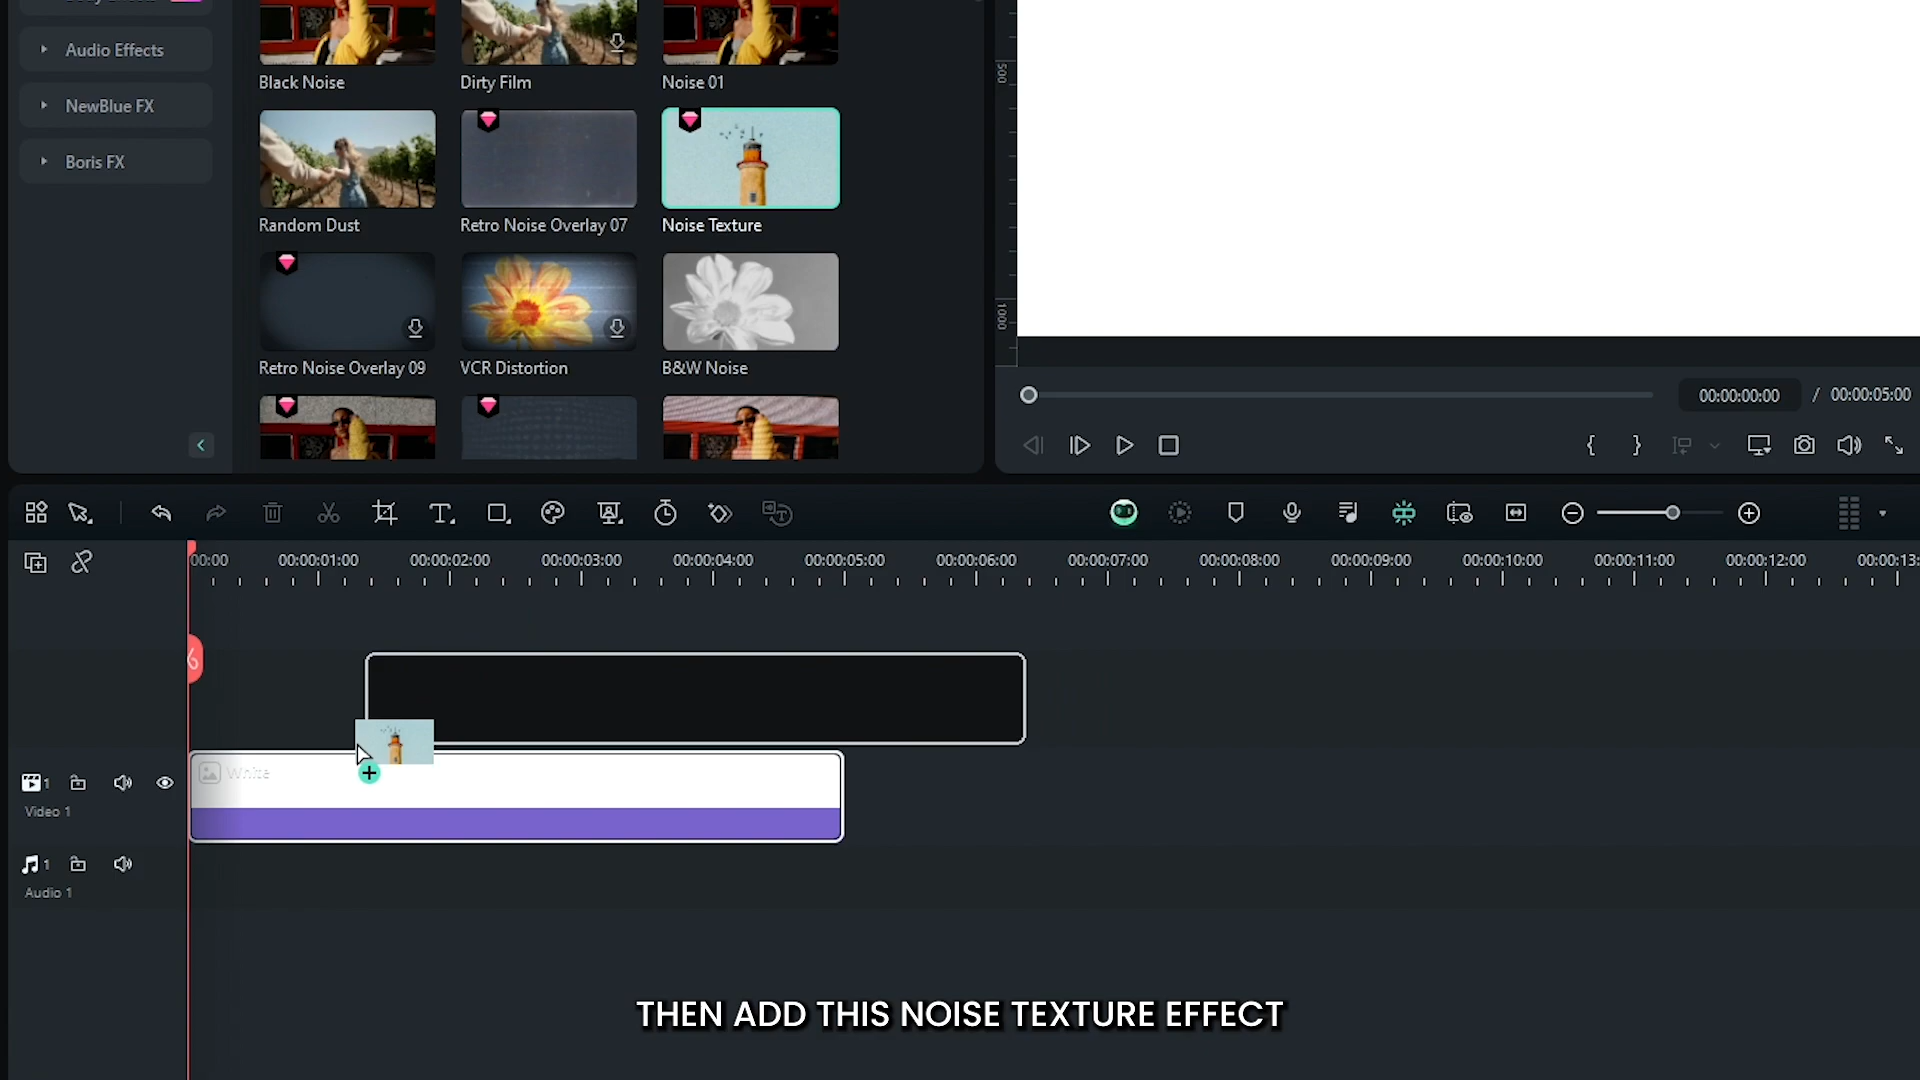 Audio Effects
NewBlue FX
Boris FX
Black Noise
Dirty Film
Noise 01
Random Dust
Retro Noise Overlay 07
Noise Texture
Retro Noise Overlay 09
VCR Distortion
B&W Noise
500
1000
00:00:00:00 / 00:00:05:00
00:00
00:00:01:00
00:00:02:00
00:00:03:00
00:00:04:00
00:00:05:00
00:00:06:00
00:00:07:00
00:00:08:00
00:00:09:00
00:00:10:00
00:00:11:00
00:00:12:00
00:00:13:
White
1
Video 1
1
Audio 1
THEN ADD THIS NOISE TEXTURE EFFECT